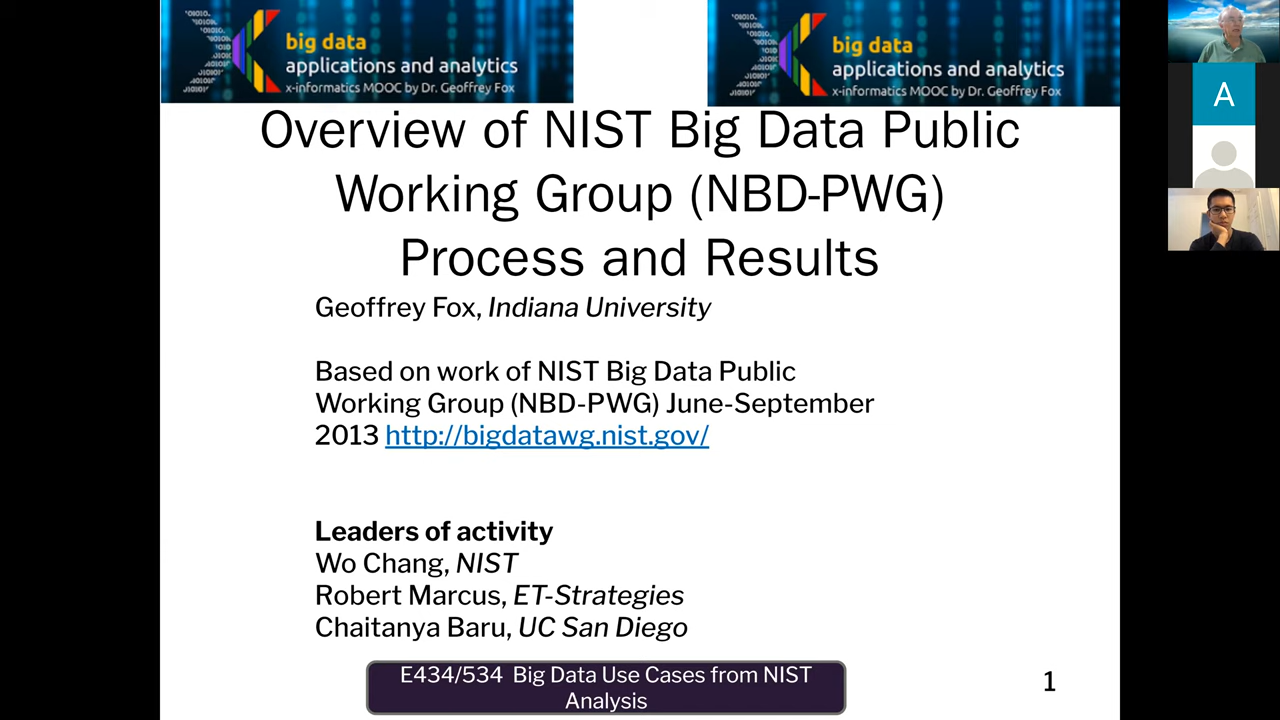 big data
applications and analytics
x-informatics MOOC by Dr. Geoffrey Fox
big data
applications and analytics
x-informatics MOOC by Dr. Geoffrey Fox
A
Overview of NIST Big Data Public
Working Group (NBD-PWG)
Process and Results
Geoffrey Fox, Indiana University
Based on work of NIST Big Data Public
Working Group (NBD-PWG) June-September
2013 http://bigdatawg.nist.gov/
Leaders of activity
Wo Chang, NIST
Robert Marcus, ET-Strategies
Chaitanya Baru, UC San Diego
E434/534 Big Data Use Cases from NIST
Analysis
1